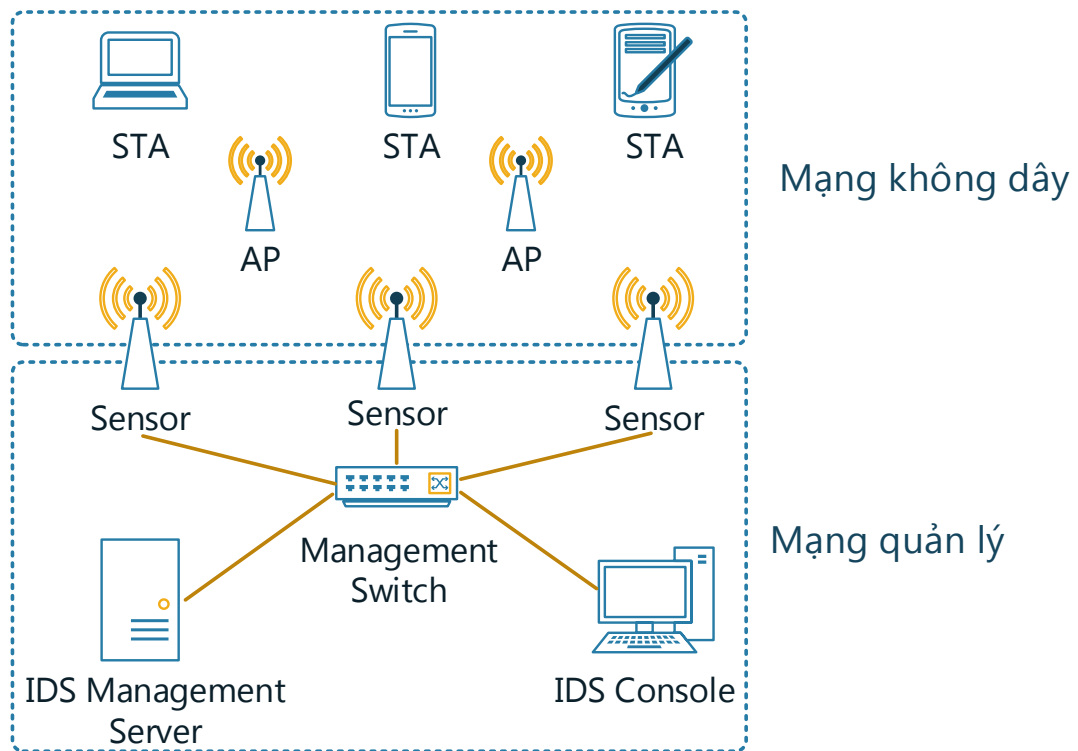 STA
STA
STA
AP
AP
Mạng không dây
Sensor
Sensor
Sensor
Management
Switch
Mạng quản lý
IDS Management
Server
IDS Console